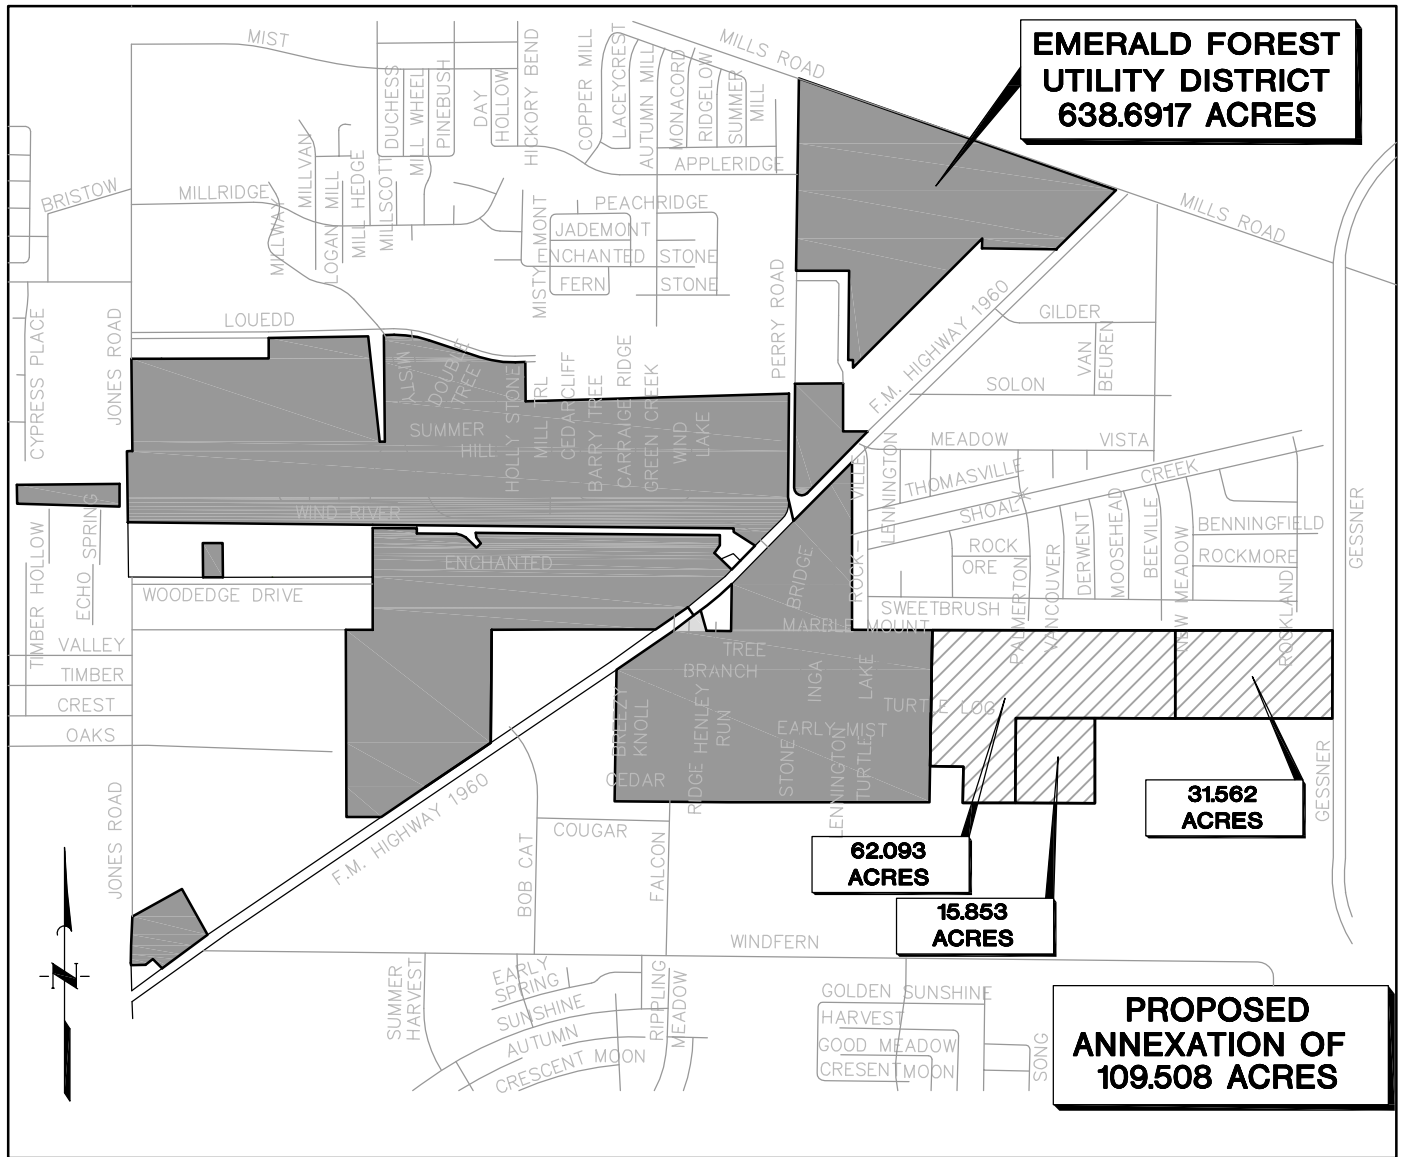 EMERALD FOREST
UTILITY DISTRICT
638.6917 ACRES
MIST
MILLS ROAD
DUCHESS
MILL WHEEL
PINEBUSH
DAY
HOLLOW
HICKORY BEND
COPPER MILL
LACEYCREST
AUTUMN MILL
MONACORD
RIDGELOW
SUMMER
MILL
APPLERIDGE
BRISTOW
MILLRIDGE
MILLVAN
MILLWAY
LOGAN MILL
MILL HEDGE
MILLSCOTT
PEACHRIDGE
JADEMONT
ENCHANTED STONE
FERN STONE
MISTY MONT
MILLS ROAD
PERRY ROAD
F.M. HIGHWAY 1960
GILDER
VAN
BEUREN
SOLON
CYPRESS PLACE
JONES ROAD
LOUEDD
MISTY
DOUBLE
TREE
SUMMER
HILL
HOLLY STONE
MILL TRL
CEDARCLIFF
BARRY TREE
CARRAIGE RIDGE
GREEN CREEK
WIND
LAKE
MEADOW VISTA
THOMASVILLE
SHOAL CREEK
ROCK-VILLE
LENNINGTON
ROCK
ORE
PALMERTON
VANCOUVER
DERWENT
MOOSEHEAD
BEEVILLE
NEW MEADOW
BENNINGFIELD
ROCKMORE
ROCKLAND
GESSNER
WIND RIVER
ENCHANTED
BRIDGE
TIMBER HOLLOW
ECHO SPRING
WOODEDGE DRIVE
SWEETBRUSH
MARBLE MOUNT
VALLEY
TIMBER
CREST
OAKS
TREE
BRANCH
INGA
LAKE
TURTLE LOG
BREEZY
KNOLL
RIDGE HENLEY
RUN
EARLY MIST
STONE
LENNINGTON
TURTLE
CEDAR
JONES ROAD
GESSNER
31.562
ACRES
62.093
ACRES
15.853
ACRES
F.M. HIGHWAY 1960
COUGAR
BOB CAT
FALCON
WINDFERN
N
SUMMER
HARVEST
EARLY
SPRING
SUNSHINE
AUTUMN
CRESCENT MOON
RIPPLING
MEADOW
GOLDEN SUNSHINE
HARVEST
GOOD MEADOW
CRESENT MOON
SONG
PROPOSED
ANNEXATION OF
109.508 ACRES